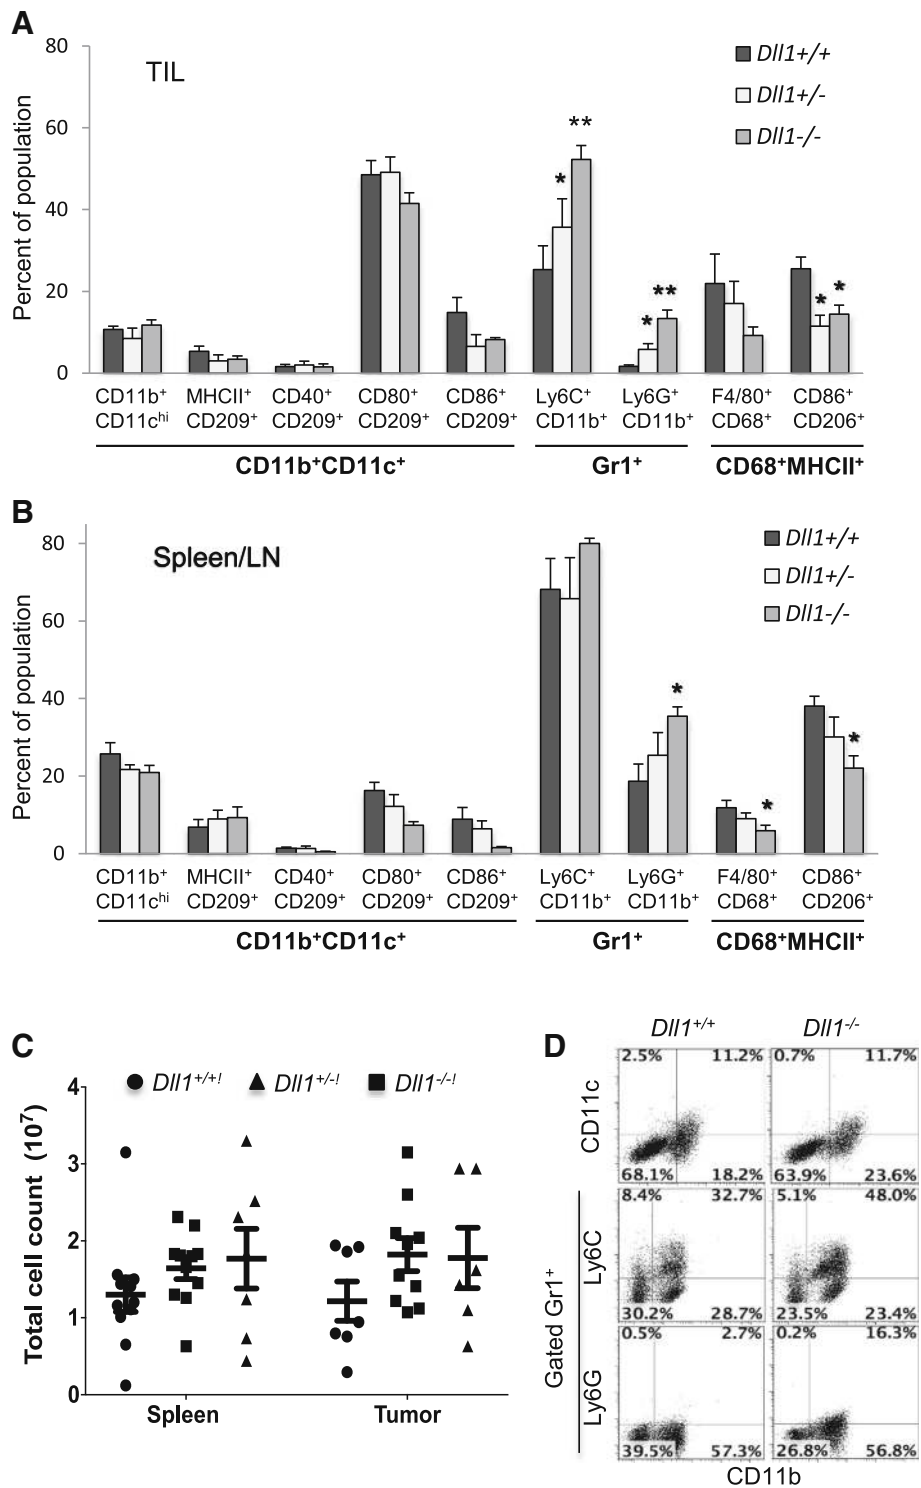 A
TIL
Dll1+/+
Dll1+/-
Dll1-/-
Percent of population
80
60
40
20
0
** * ** * * *
CD11b⁺ MHCII⁺ CD40⁺ CD80⁺ CD86⁺ Ly6C⁺ Ly6G⁺ F4/80⁺ CD86⁺
CD11cʰⁱ CD209⁺ CD209⁺ CD209⁺ CD209⁺ CD11b⁺ CD11b⁺ CD68⁺ CD206⁺
CD11b⁺CD11c⁺ Gr1⁺ CD68⁺MHCII⁺
B
Spleen/LN
Dll1+/+
Dll1+/-
Dll1-/-
Percent of population
80
60
40
20
0
* * *
CD11b⁺ MHCII⁺ CD40⁺ CD80⁺ CD86⁺ Ly6C⁺ Ly6G⁺ F4/80⁺ CD86⁺
CD11cʰⁱ CD209⁺ CD209⁺ CD209⁺ CD209⁺ CD11b⁺ CD11b⁺ CD68⁺ CD206⁺
CD11b⁺CD11c⁺ Gr1⁺ CD68⁺MHCII⁺
C
Dll1⁺/⁺! Dll1⁺/⁻! Dll1⁻/⁻!
Total cell count (10⁷)
4
3
2
1
0
Spleen Tumor
D
Dll1⁺/⁺ Dll1⁻/⁻
CD11c
2.5% 11.2% 0.7% 11.7%
68.1% 18.2% 63.9% 23.6%
Gated Gr1⁺
Ly6C
8.4% 32.7% 5.1% 48.0%
30.2% 28.7% 23.5% 23.4%
Ly6G
0.5% 2.7% 0.2% 16.3%
39.5% 57.3% 26.8% 56.8%
CD11b